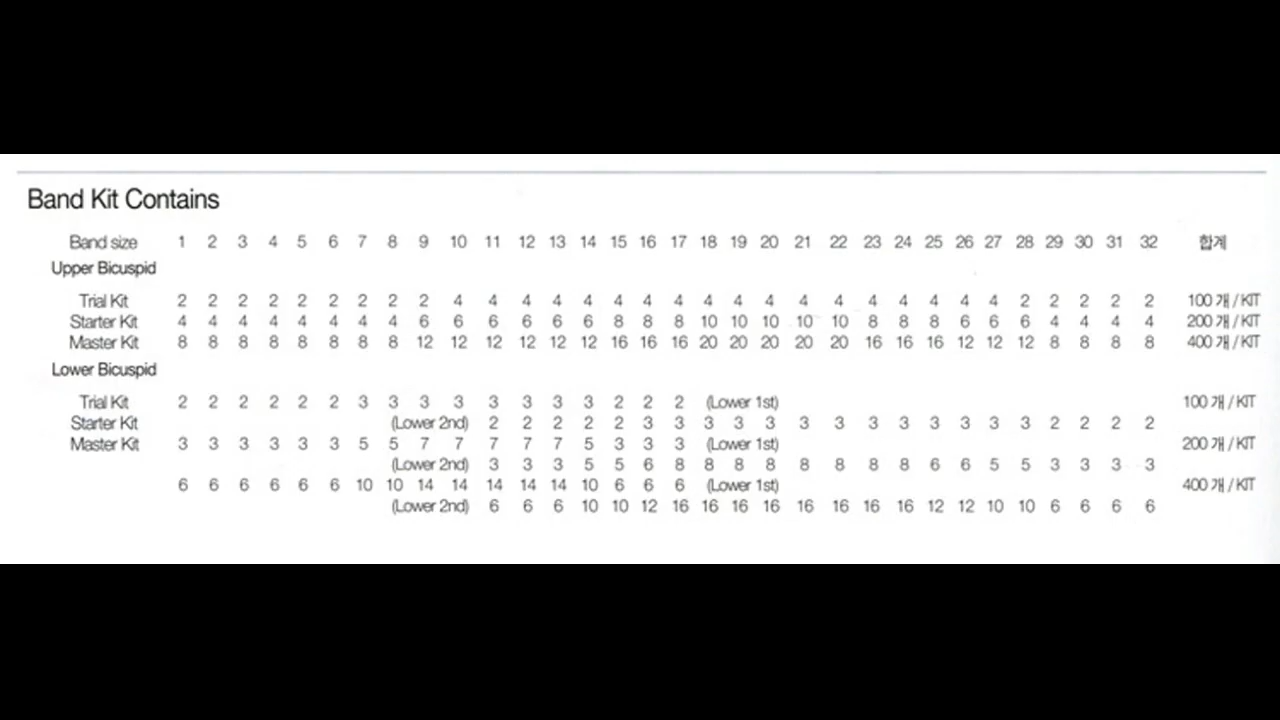 Band Kit Contains
Band size 1 2 3 4 5 6 7 8 9 10 11 12 13 14 15 16 17 18 19 20 21 22 23 24 25 26 27 28 29 30 31 32 합계
Upper Bicuspid
Trial Kit 2 2 2 2 2 2 2 2 2 4 4 4 4 4 4 4 4 4 4 4 4 4 4 4 4 4 4 2 2 2 2 2 100 개 / KIT
Starter Kit 4 4 4 4 4 4 4 4 6 6 6 6 6 6 8 8 8 10 10 10 10 10 8 8 8 6 6 6 4 4 4 4 200 개 / KIT
Master Kit 8 8 8 8 8 8 8 8 12 12 12 12 12 12 16 16 16 20 20 20 20 20 16 16 16 12 12 12 8 8 8 8 400 개 / KIT
Lower Bicuspid
Trial Kit 2 2 2 2 2 2 3 3 3 3 3 3 3 3 2 2 2 (Lower 1st) 100 개 / KIT
Starter Kit (Lower 2nd) 2 2 2 2 2 3 3 3 3 3 3 3 3 3 3 3 3 2 2 2 2
Master Kit 3 3 3 3 3 3 5 5 7 7 7 7 7 5 3 3 3 (Lower 1st) 200 개 / KIT
(Lower 2nd) 3 3 3 5 5 6 8 8 8 8 8 8 8 8 6 6 5 5 3 3 3 3
6 6 6 6 6 6 10 10 14 14 14 14 14 10 6 6 6 (Lower 1st) 400 개 / KIT
(Lower 2nd) 6 6 6 10 10 12 16 16 16 16 16 16 16 16 12 12 10 10 6 6 6 6